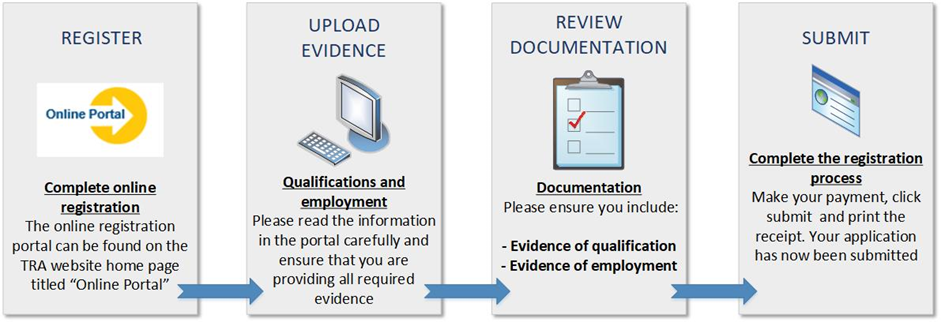 REGISTER
Online Portal
Complete online
registration
The online registration
portal can be found on the
TRA website home page
titled “Online Portal”
UPLOAD
EVIDENCE
Qualifications and
employment
Please read the information
in the portal carefully and
ensure that you are
providing all required
evidence
REVIEW
DOCUMENTATION
Documentation
Please ensure you include:
- Evidence of qualification
- Evidence of employment
SUBMIT
Complete the registration
process
Make your payment, click
submit and print the
receipt. Your application
has now been submitted